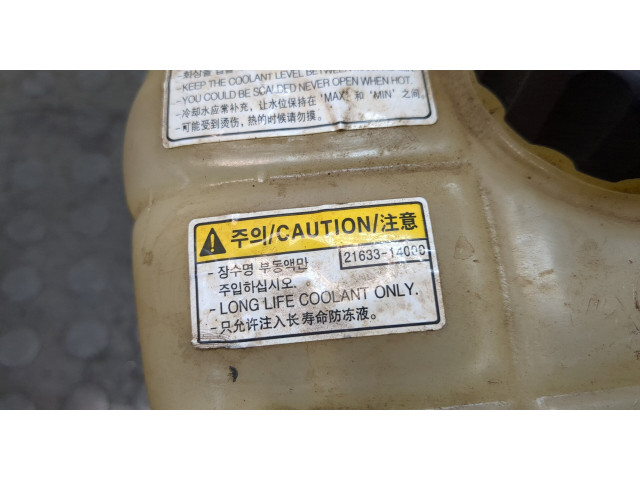 - KEEP THE COOLANT LEVEL
- YOU COULD BE SCALDED NEVER OPEN WHEN HOT.
- 冷却水应常补充，让水位保持在 'MAX' 和 'MIN' 之间。
- 可能受到烫伤，热的时候请勿摸。
주의/CAUTION/注意
- 장수명 부동액만 21633-14000
주입하십시오.
- LONG LIFE COOLANT ONLY.
- 只允许注入长寿命防冻液。